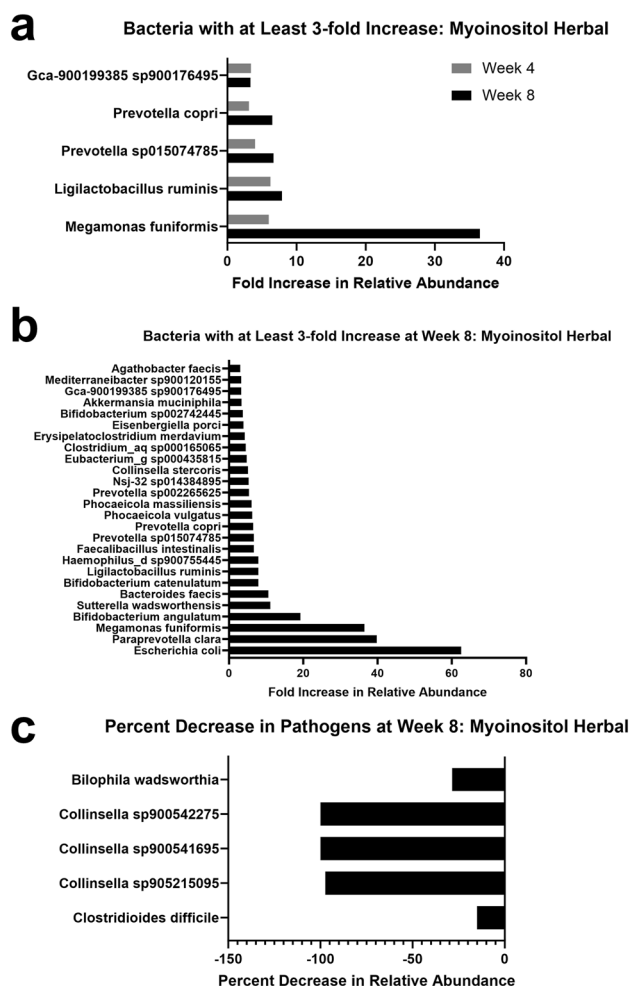 a
Bacteria with at Least 3-fold Increase: Myoinositol Herbal
Week 4
Week 8
Gca-900199385 sp900176495
Prevotella copri
Prevotella sp015074785
Ligilactobacillus ruminis
Megamonas funiformis
0 10 20 30 40
Fold Increase in Relative Abundance
b
Bacteria with at Least 3-fold Increase at Week 8: Myoinositol Herbal
Agathobacter faecis
Mediterraneibacter sp900120155
Gca-900199385 sp900176495
Akkermansia muciniphila
Bifidobacterium sp002742445
Eisenbergiella porci
Erysipelatoclostridium merdavium
Clostridium_aq sp000165065
Eubacterium_g sp000435815
Collinsella stercoris
Nsj-32 sp014384895
Prevotella sp002265625
Phocaeicola massiliensis
Phocaeicola vulgatus
Prevotella copri
Prevotella sp015074785
Faecalibacillus intestinalis
Haemophilus_d sp900755445
Ligilactobacillus ruminis
Bifidobacterium catenulatum
Bacteroides faecis
Sutterella wadsworthensis
Bifidobacterium angulatum
Megamonas funiformis
Paraprevotella clara
Escherichia coli
0 20 40 60 80
Fold Increase in Relative Abundance
c
Percent Decrease in Pathogens at Week 8: Myoinositol Herbal
Bilophila wadsworthia
Collinsella sp900542275
Collinsella sp900541695
Collinsella sp905215095
Clostridioides difficile
-150 -100 -50 0
Percent Decrease in Relative Abundance